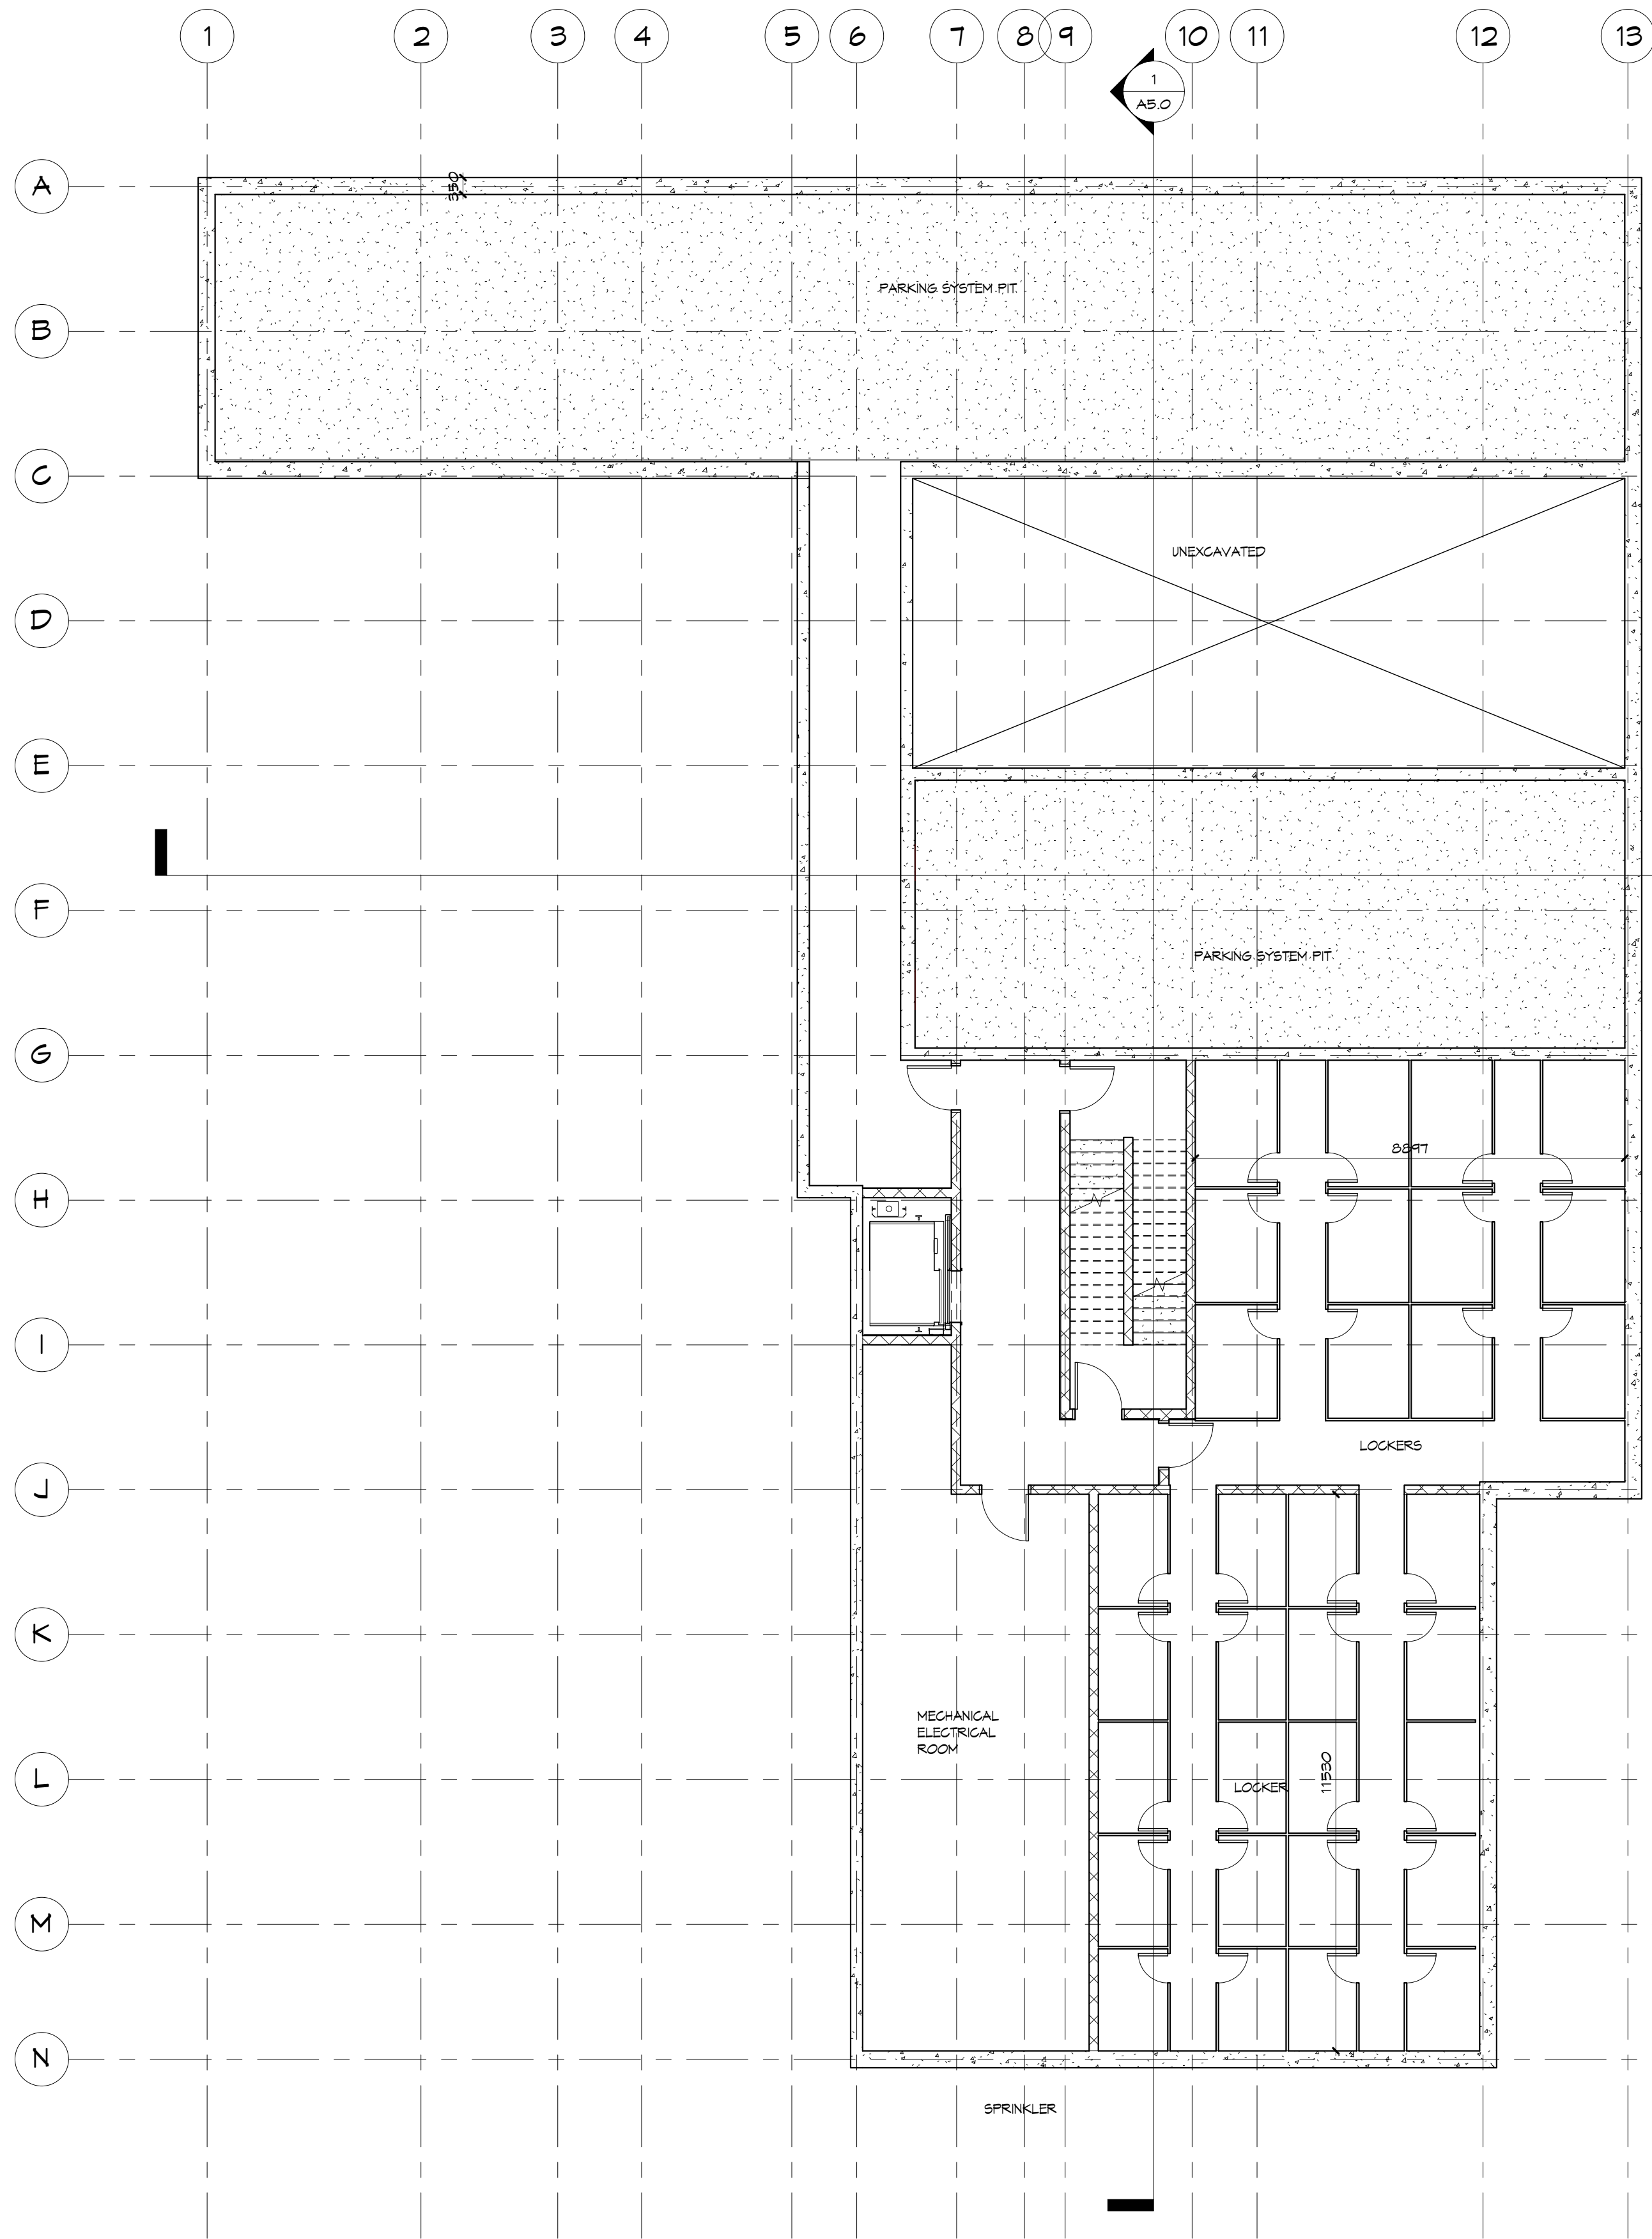 1 2 3 4 5 6 7 8 9 10 11 12 13
1
A5.0
A
350
PARKING SYSTEM PIT
B
C
UNEXCAVATED
D
E
F
PARKING SYSTEM PIT
G
8897
H
I
LOCKERS
J
K
MECHANICAL
ELECTRICAL
ROOM
L
LOCKER
11530
M
N
SPRINKLER